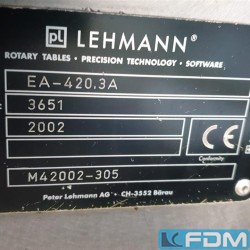 pL LEHMANN®
ROTARY TABLES · PRECISION TECHNOLOGY · SOFTWARE
EA-420.3A
3651
2002
CE
Conformity
M42002-305
Peter Lehmann AG · CH-3552 Bärau
FDM